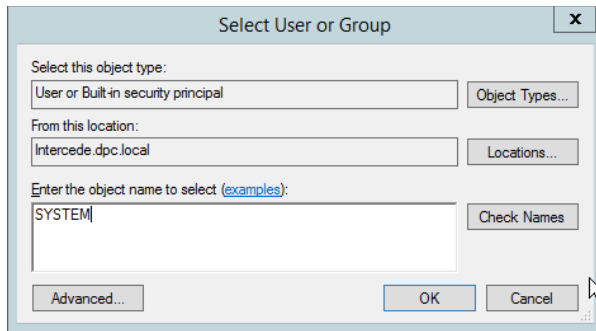 Select User or Group
x
Select this object type:
User or Built-in security principal
Object Types...
From this location:
Intercede.dpc.local
Locations...
Enter the object name to select (examples):
SYSTEM
Check Names
Advanced...
OK
Cancel